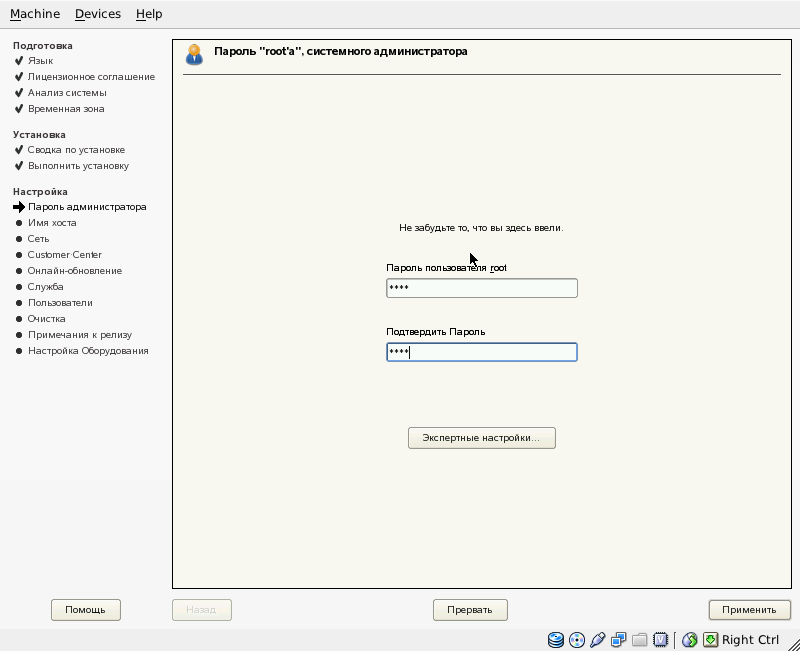 Machine Devices Help
Подготовка
Язык
Лицензионное соглашение
Анализ системы
Временная зона
Установка
Сводка по установке
Выполнить установку
Настройка
Пароль администратора
Имя хоста
Сеть
Customer Center
Онлайн-обновление
Служба
Пользователи
Очистка
Примечания к релизу
Настройка Оборудования
Пароль "root'а", системного администратора
Не забудьте то, что вы здесь ввели.
Пароль пользователя root
****
Подтвердить Пароль
****
Экспертные настройки...
Помощь Назад Прервать Применить
Right Ctrl